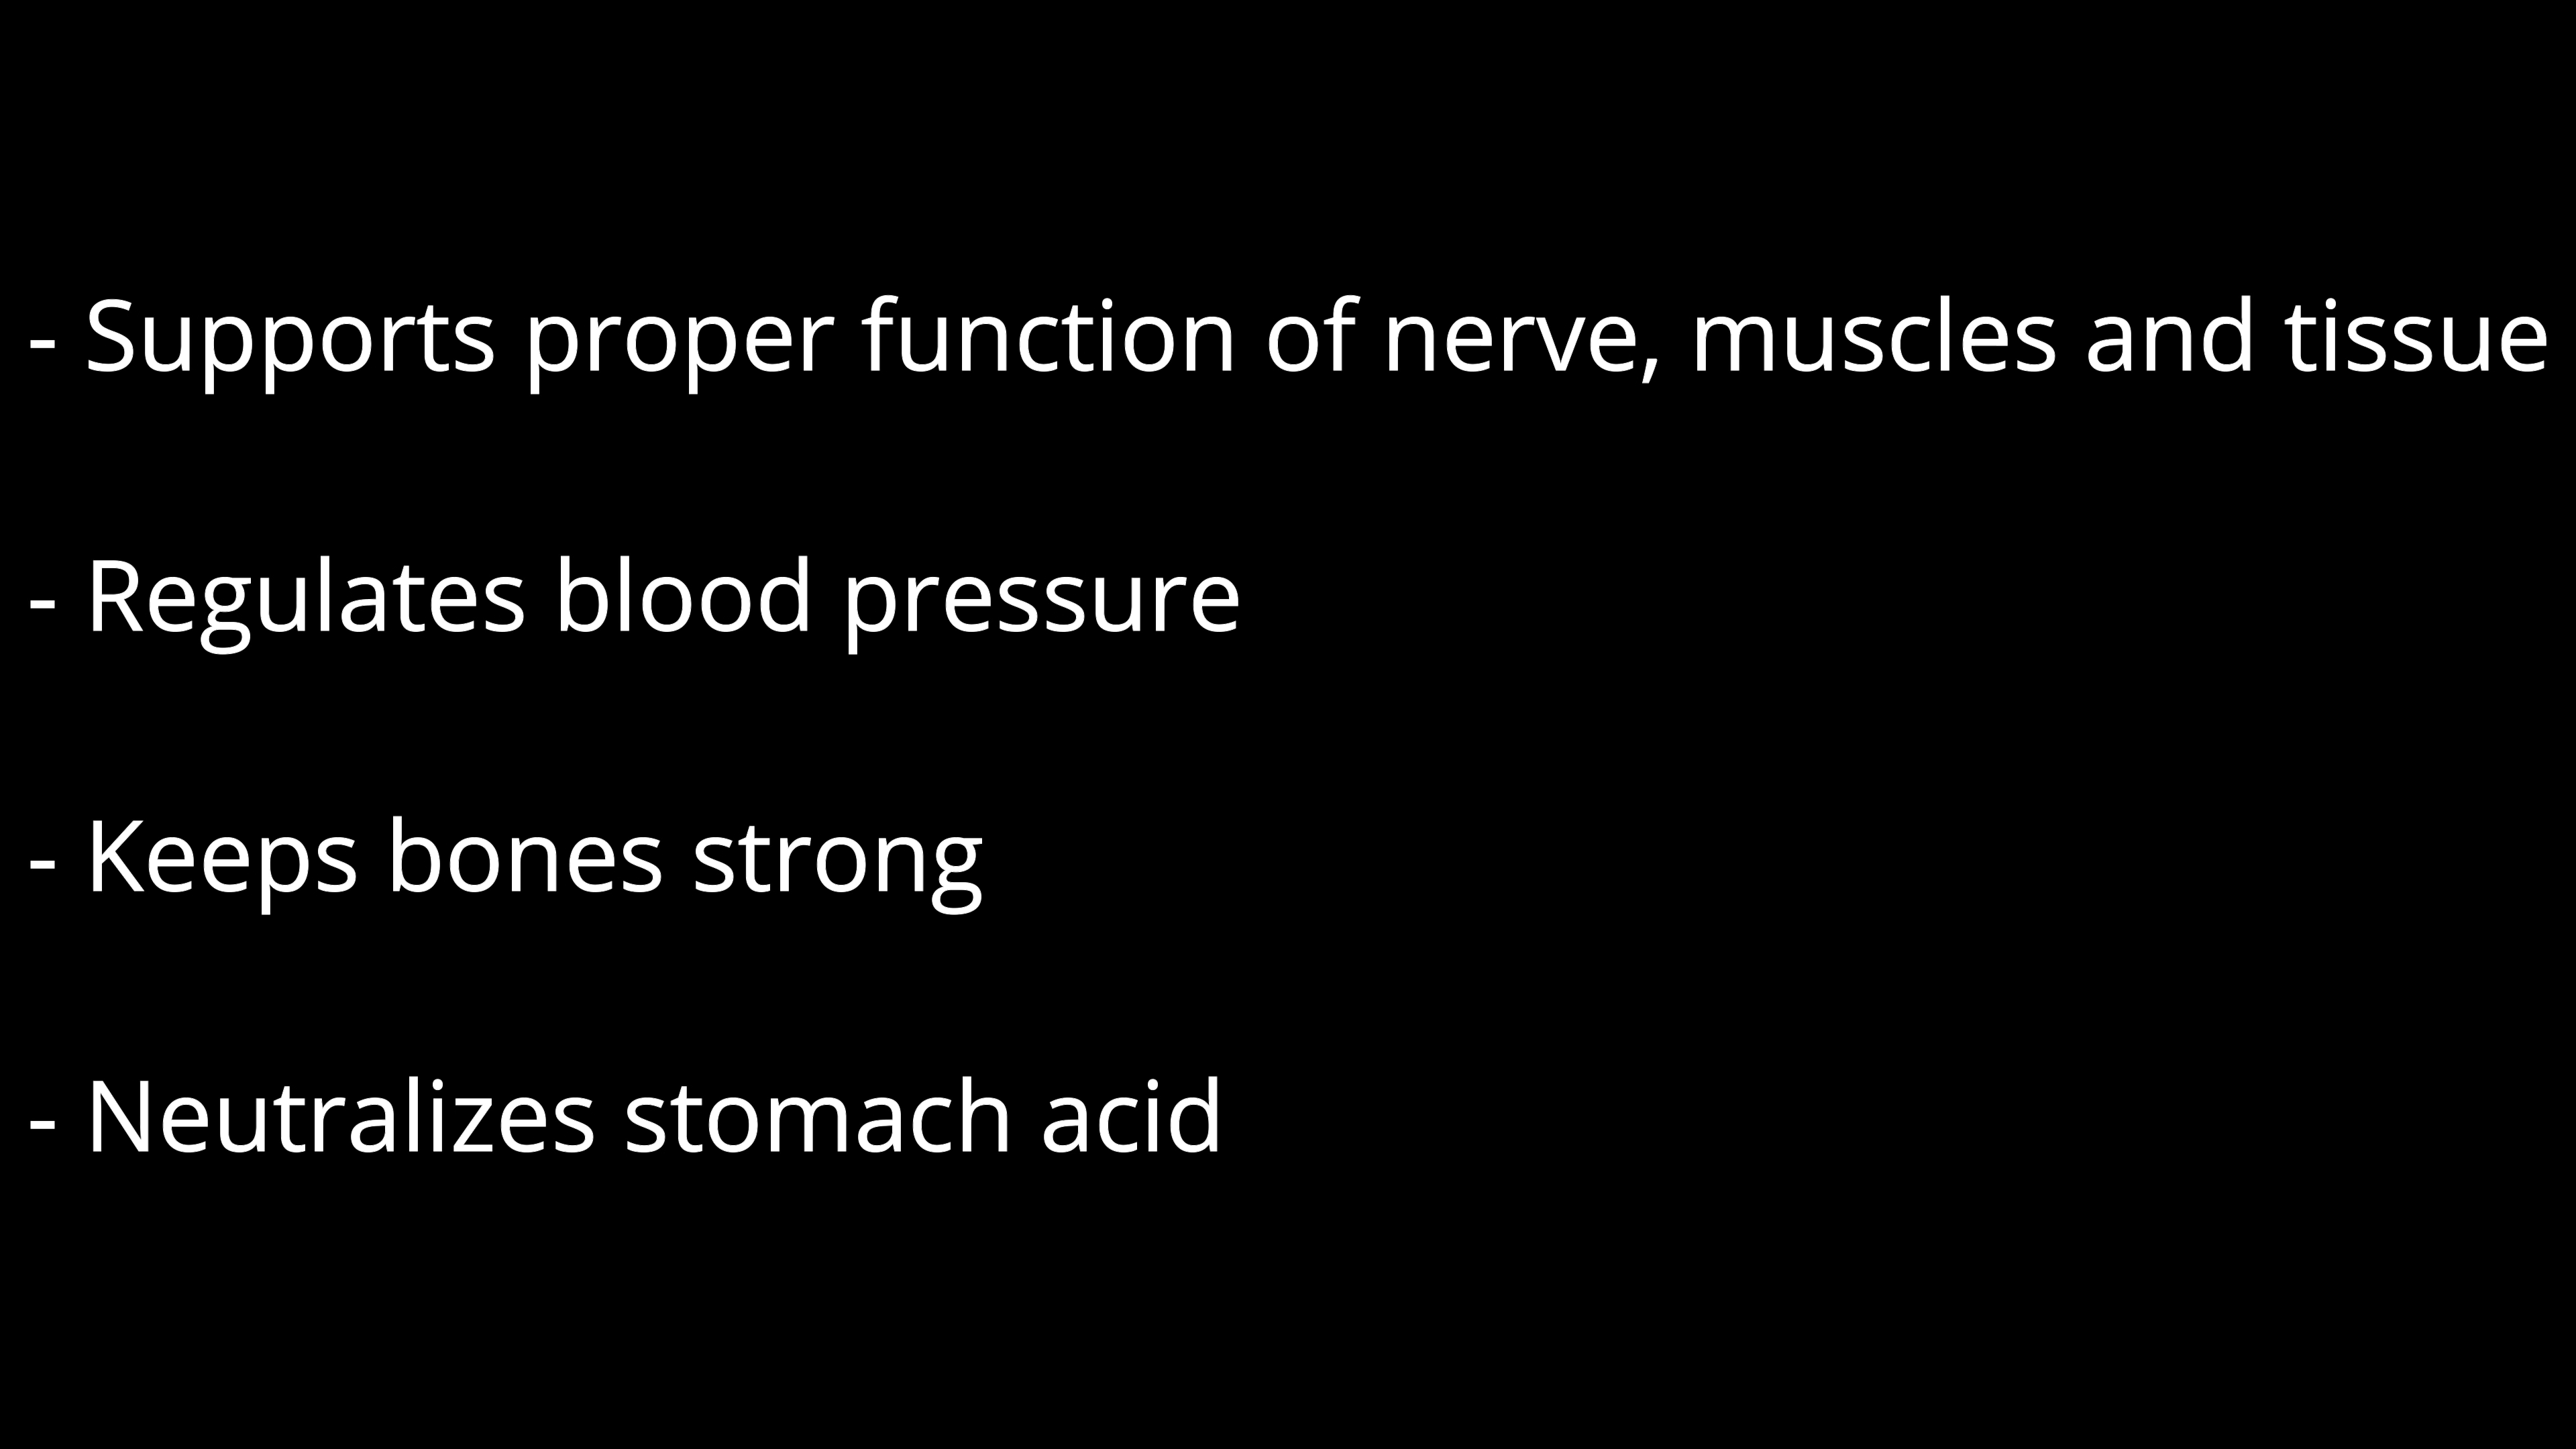 - Supports proper function of nerve, muscles and tissue
- Regulates blood pressure
- Keeps bones strong
- Neutralizes stomach acid